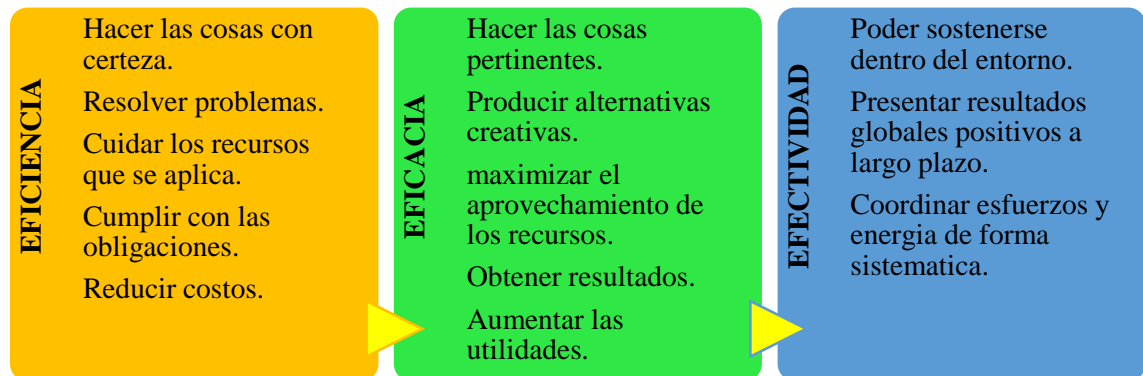 EFICIENCIA
Hacer las cosas con
certeza.
Resolver problemas.
Cuidar los recursos
que se aplica.
Cumplir con las
obligaciones.
Reducir costos.
EFICACIA
Hacer las cosas
pertinentes.
Producir alternativas
creativas.
maximizar el
aprovechamiento de
los recursos.
Obtener resultados.
Aumentar las
utilidades.
EFECTIVIDAD
Poder sostenerse
dentro del entorno.
Presentar resultados
globales positivos a
largo plazo.
Coordinar esfuerzos y
energia de forma
sistematica.